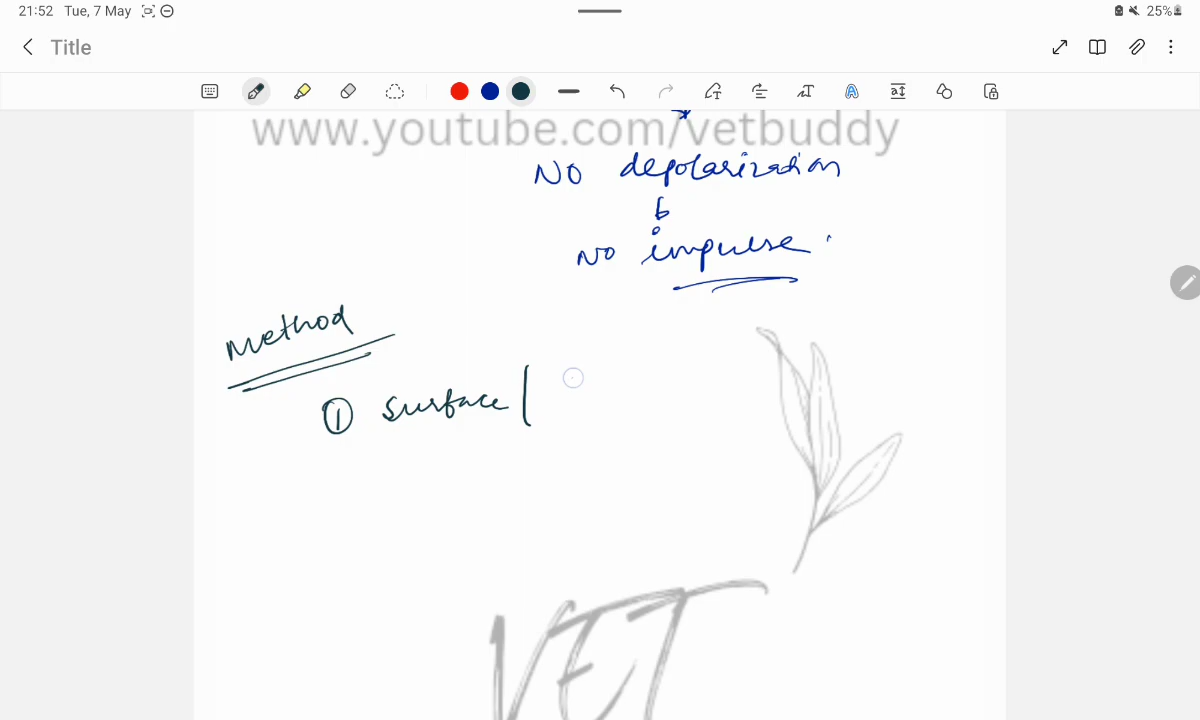 21:52 Tue, 7 May 25%
Title
www.youtube.com/vetbuddy
NO depolarization
NO impulse
Method
① surface |
VET